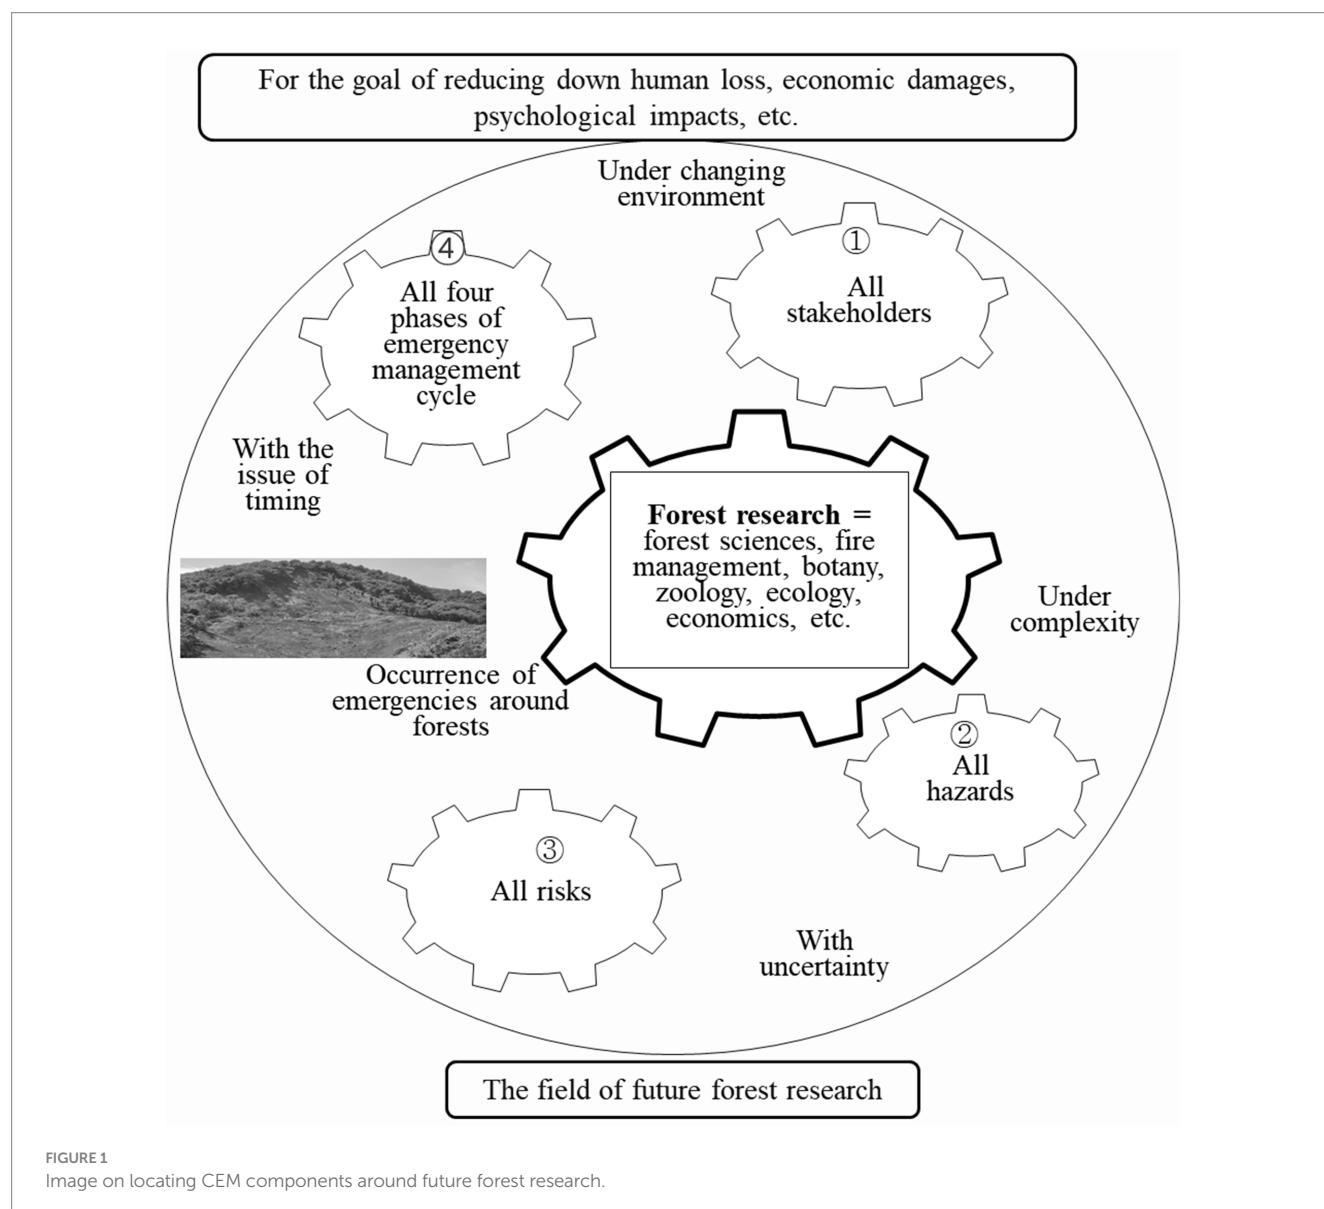 For the goal of reducing down human loss, economic damages,
psychological impacts, etc.
Under changing
environment
④
All four
phases of
emergency
management
cycle
①
All
stakeholders
With the
issue of
timing
Forest research =
forest sciences, fire
management, botany,
zoology, ecology,
economics, etc.
Under
complexity
Occurrence of
emergencies around
forests
②
All
hazards
③
All risks
With
uncertainty
The field of future forest research
FIGURE 1
Image on locating CEM components around future forest research.